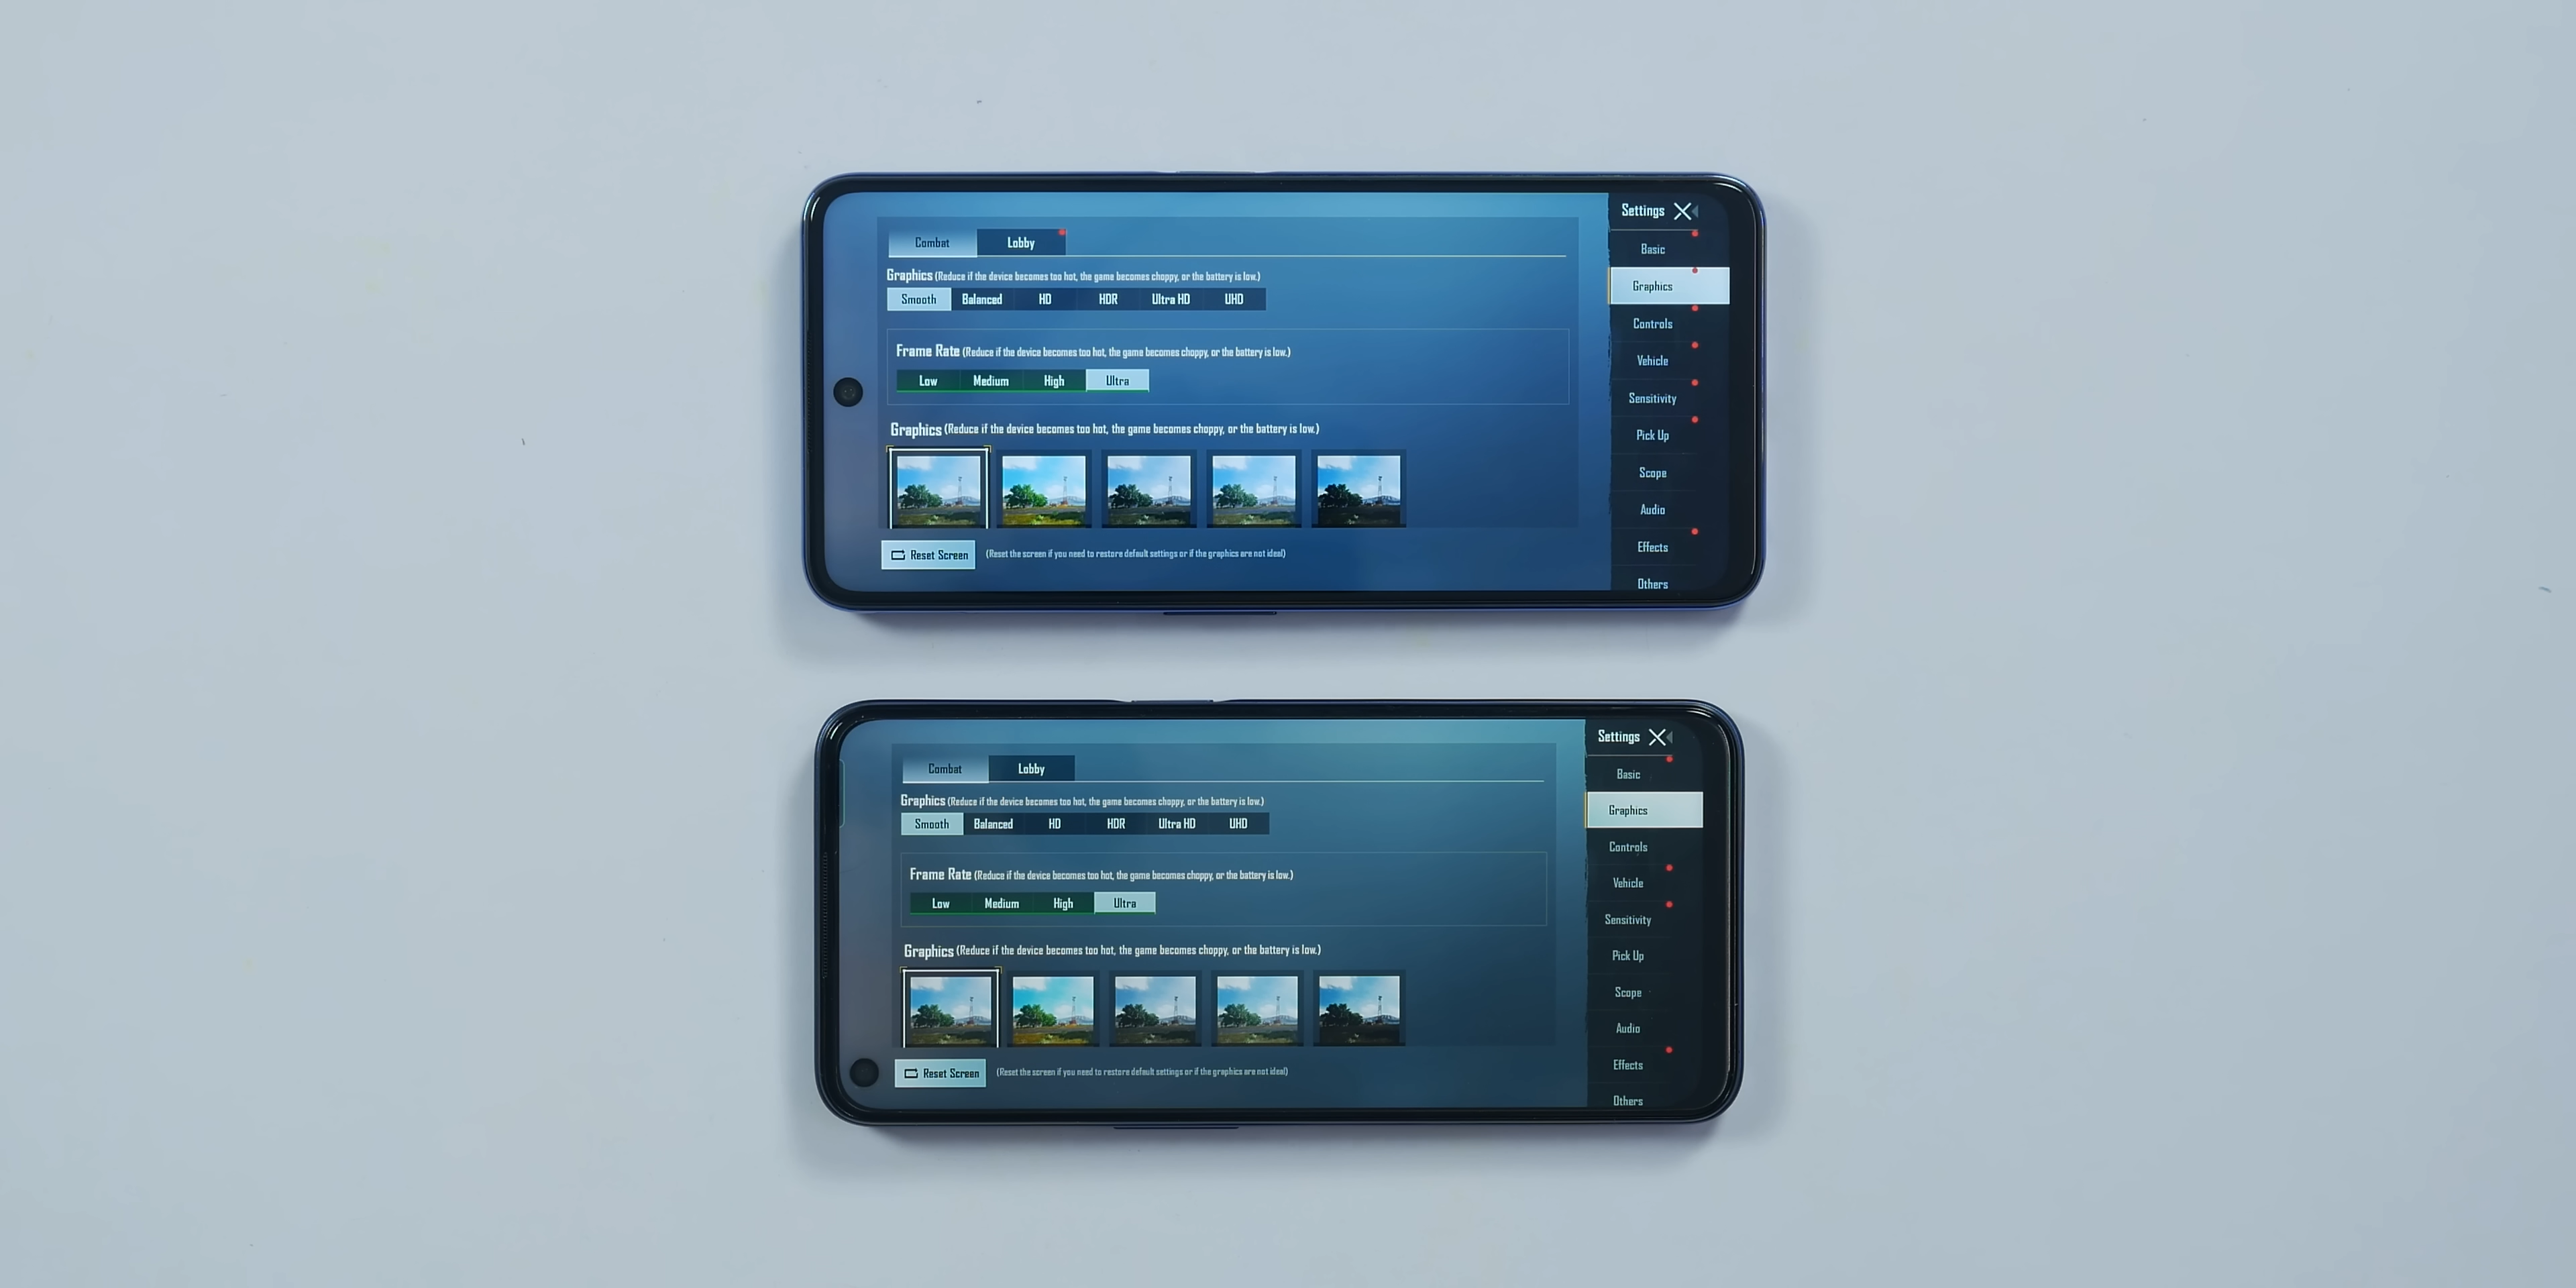 Settings
Combat Lobby
Basic
Graphics (Reduce if the device becomes too hot, the game becomes choppy, or the battery is low.)
Smooth Balanced HD HDR Ultra HD UHD
Graphics
Controls
Frame Rate (Reduce if the device becomes too hot, the game becomes choppy, or the battery is low.)
Low Medium High Ultra
Vehicle
Sensitivity
Graphics (Reduce if the device becomes too hot, the game becomes choppy, or the battery is low.)
Pick Up
Scope
Audio
Effects
Reset Screen (Reset the screen if you need to restore default settings or if the graphics are not ideal)
Others
Settings
Combat Lobby
Basic
Graphics (Reduce if the device becomes too hot, the game becomes choppy, or the battery is low.)
Smooth Balanced HD HDR Ultra HD UHD
Graphics
Controls
Frame Rate (Reduce if the device becomes too hot, the game becomes choppy, or the battery is low.)
Low Medium High Ultra
Vehicle
Sensitivity
Graphics (Reduce if the device becomes too hot, the game becomes choppy, or the battery is low.)
Pick Up
Scope
Audio
Effects
Reset Screen (Reset the screen if you need to restore default settings or if the graphics are not ideal)
Others